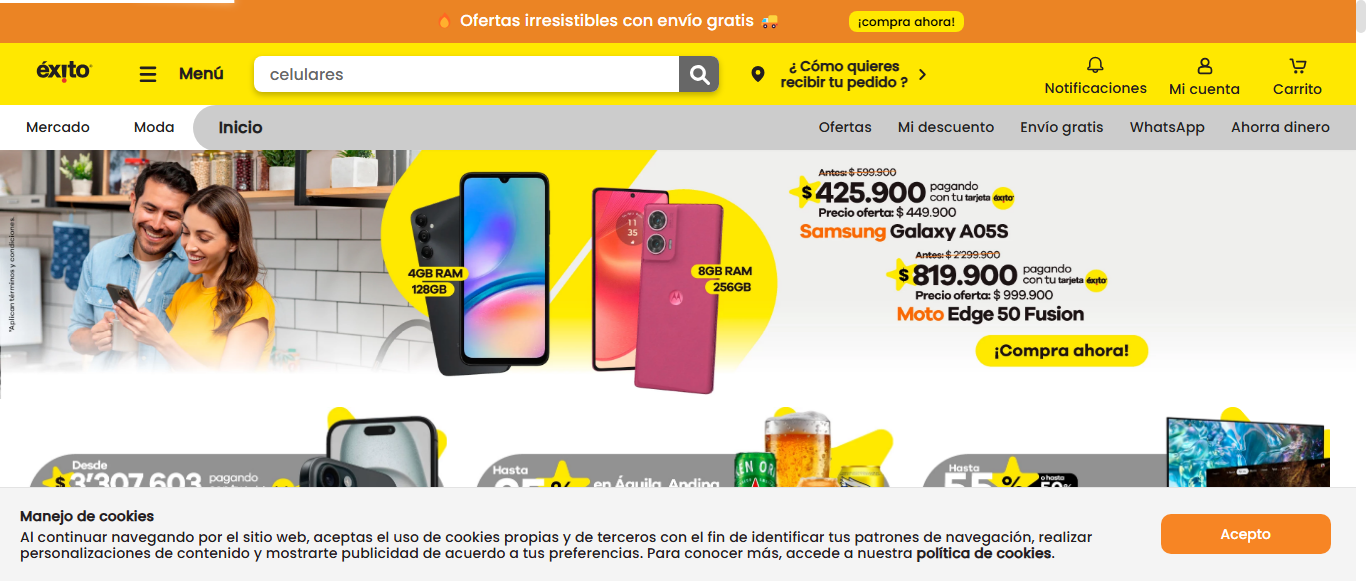 Ofertas irresistibles con envío gratis
¡compra ahora!
éxito
Menú
celulares
¿ Cómo quieres
recibir tu pedido ?
Notificaciones
Mi cuenta
Carrito
Mercado
Moda
Inicio
Ofertas
Mi descuento
Envío gratis
WhatsApp
Ahorra dinero
*Aplican términos y condiciones.
4GB RAM
128GB
11
35
8GB RAM
256GB
Antes: $ 599.900
$ 425.900 pagando
con tu tarjeta éxito
Precio oferta: $ 449.900
Samsung Galaxy A05S
Antes: $ 2'299.900
$ 819.900 pagando
con tu tarjeta éxito
Precio oferta: $ 999.900
Moto Edge 50 Fusion
¡Compra ahora!
Desde
$ 3'307.603 pagando
Hasta
% en Águila, Andina
Hasta
55 % o hasta
50%
Manejo de cookies
Al continuar navegando por el sitio web, aceptas el uso de cookies propias y de terceros con el fin de identificar tus patrones de navegación, realizar
personalizaciones de contenido y mostrarte publicidad de acuerdo a tus preferencias. Para conocer más, accede a nuestra política de cookies.
Acepto